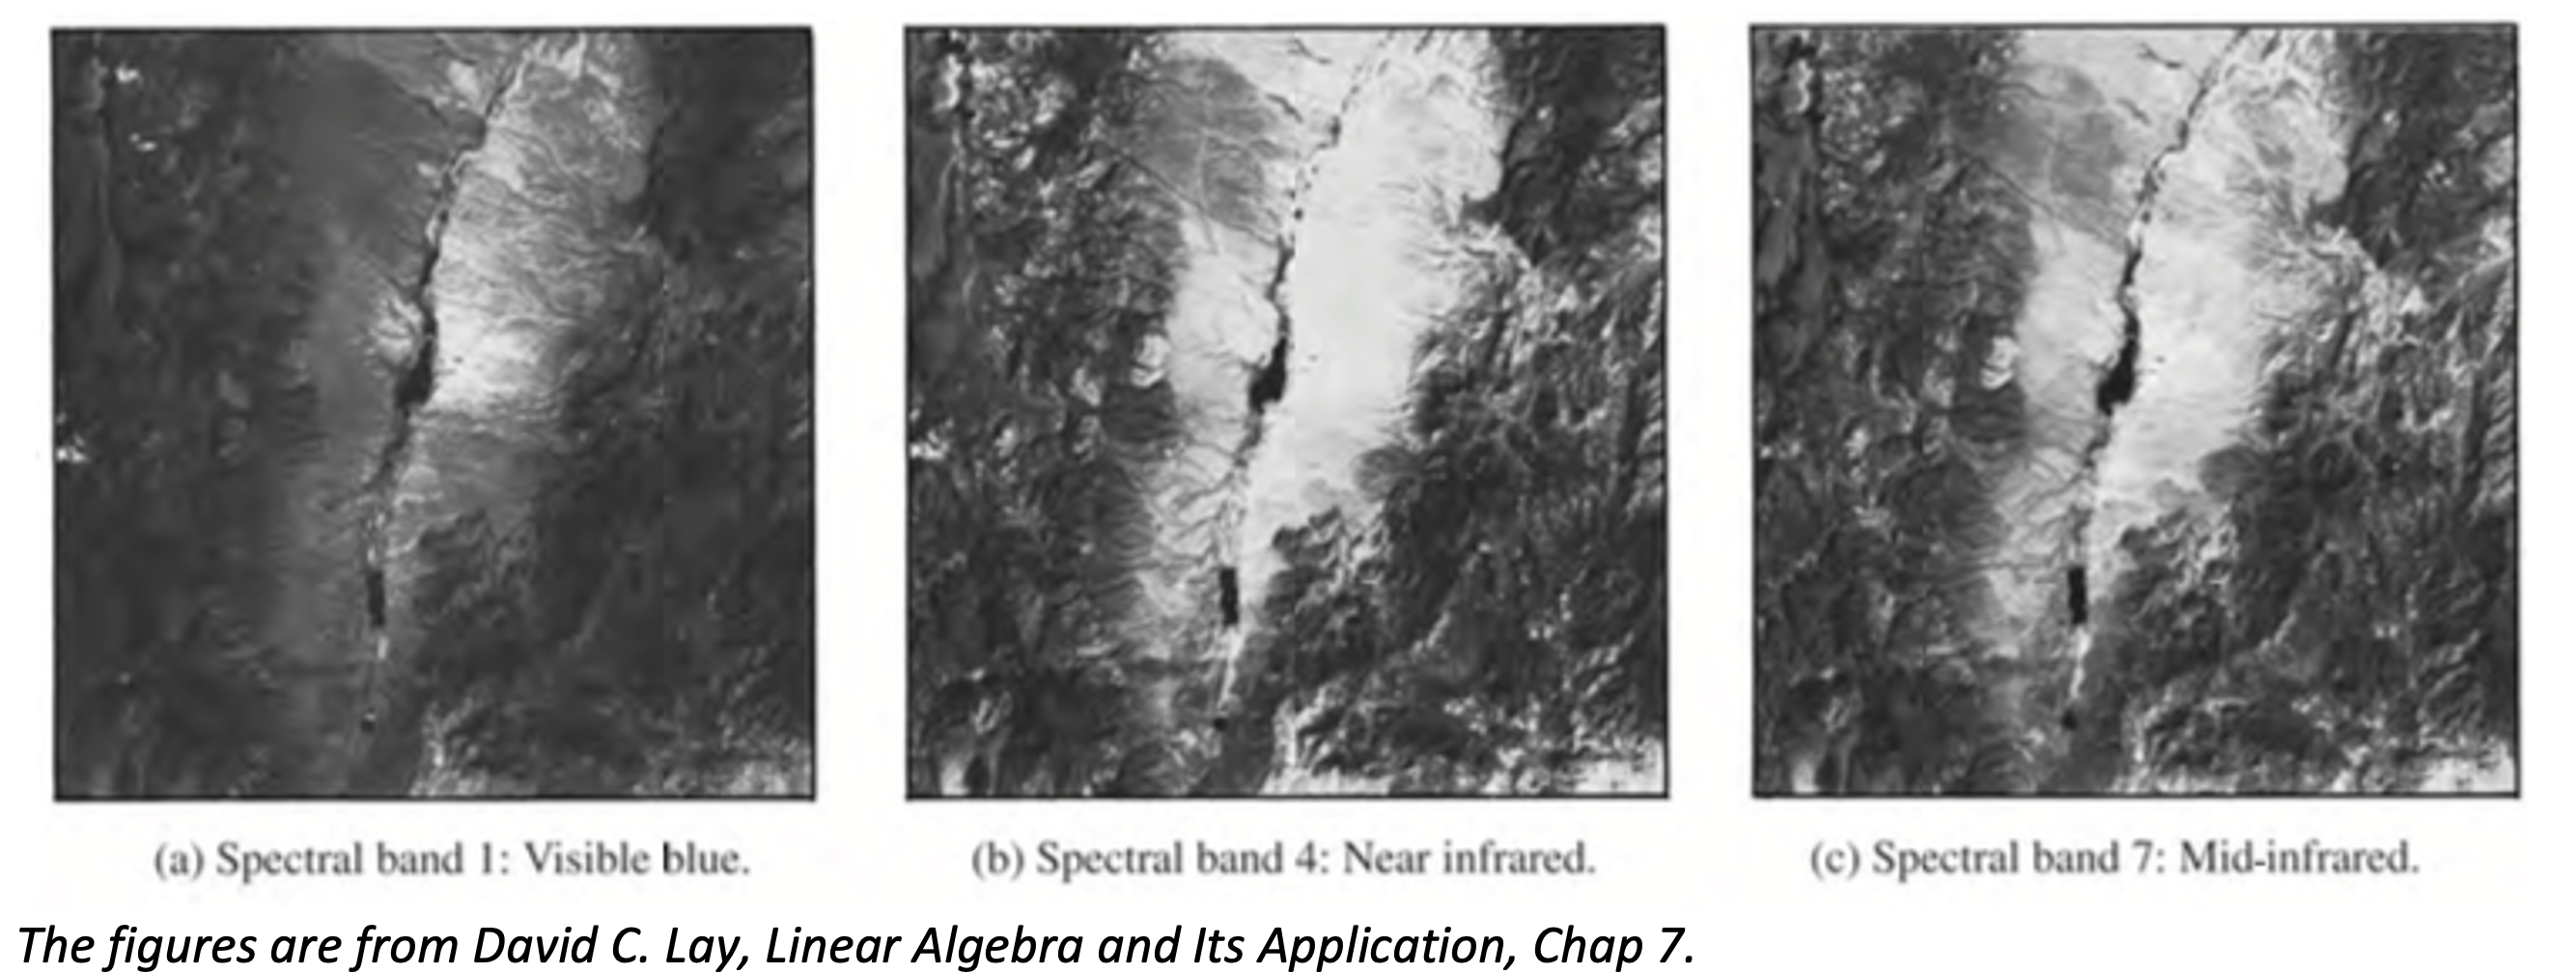 (a) Spectral band 1: Visible blue.
(b) Spectral band 4: Near infrared.
(c) Spectral band 7: Mid-infrared.
The figures are from David C. Lay, Linear Algebra and Its Application, Chap 7.